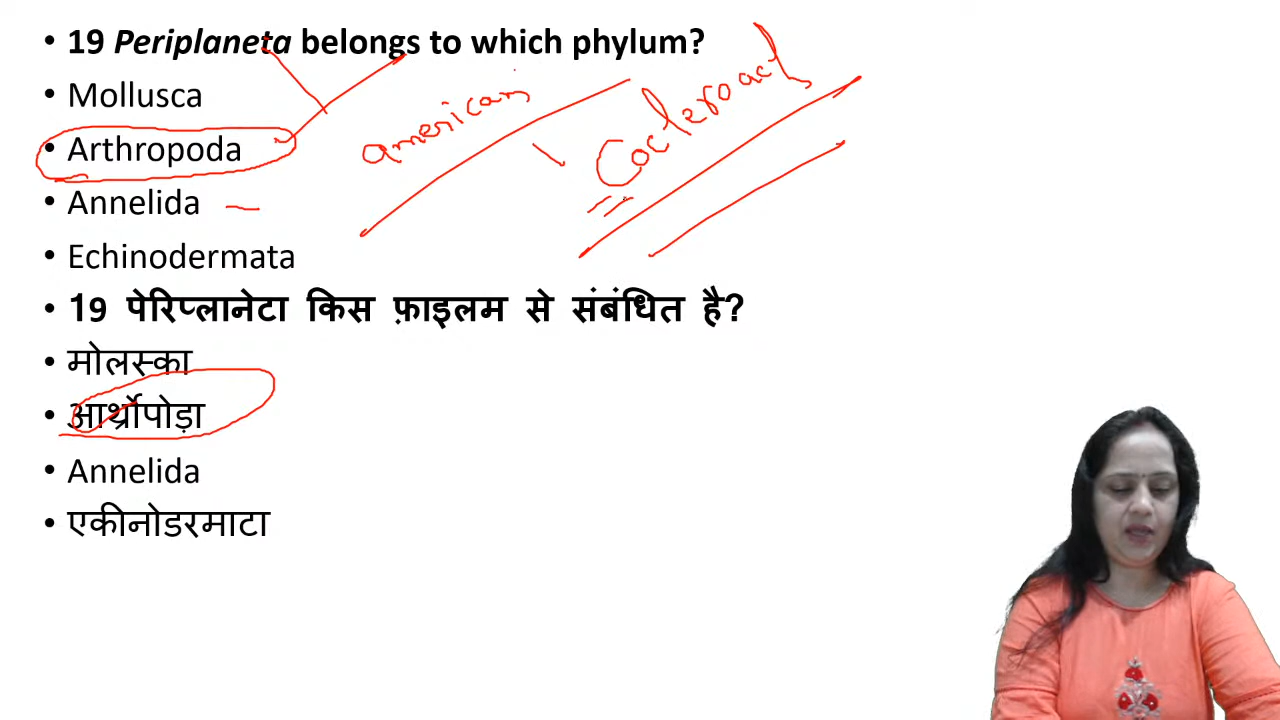 • 19 Periplaneta belongs to which phylum?
• Mollusca
• Arthropoda
american
Cockroach
• Annelida
• Echinodermata
• 19 पेरिप्लानेटा किस फ़ाइलम से संबंधित है?
• मोलस्का
• आर्थ्रोपोड़ा
• Annelida
• एकीनोडरमाटा